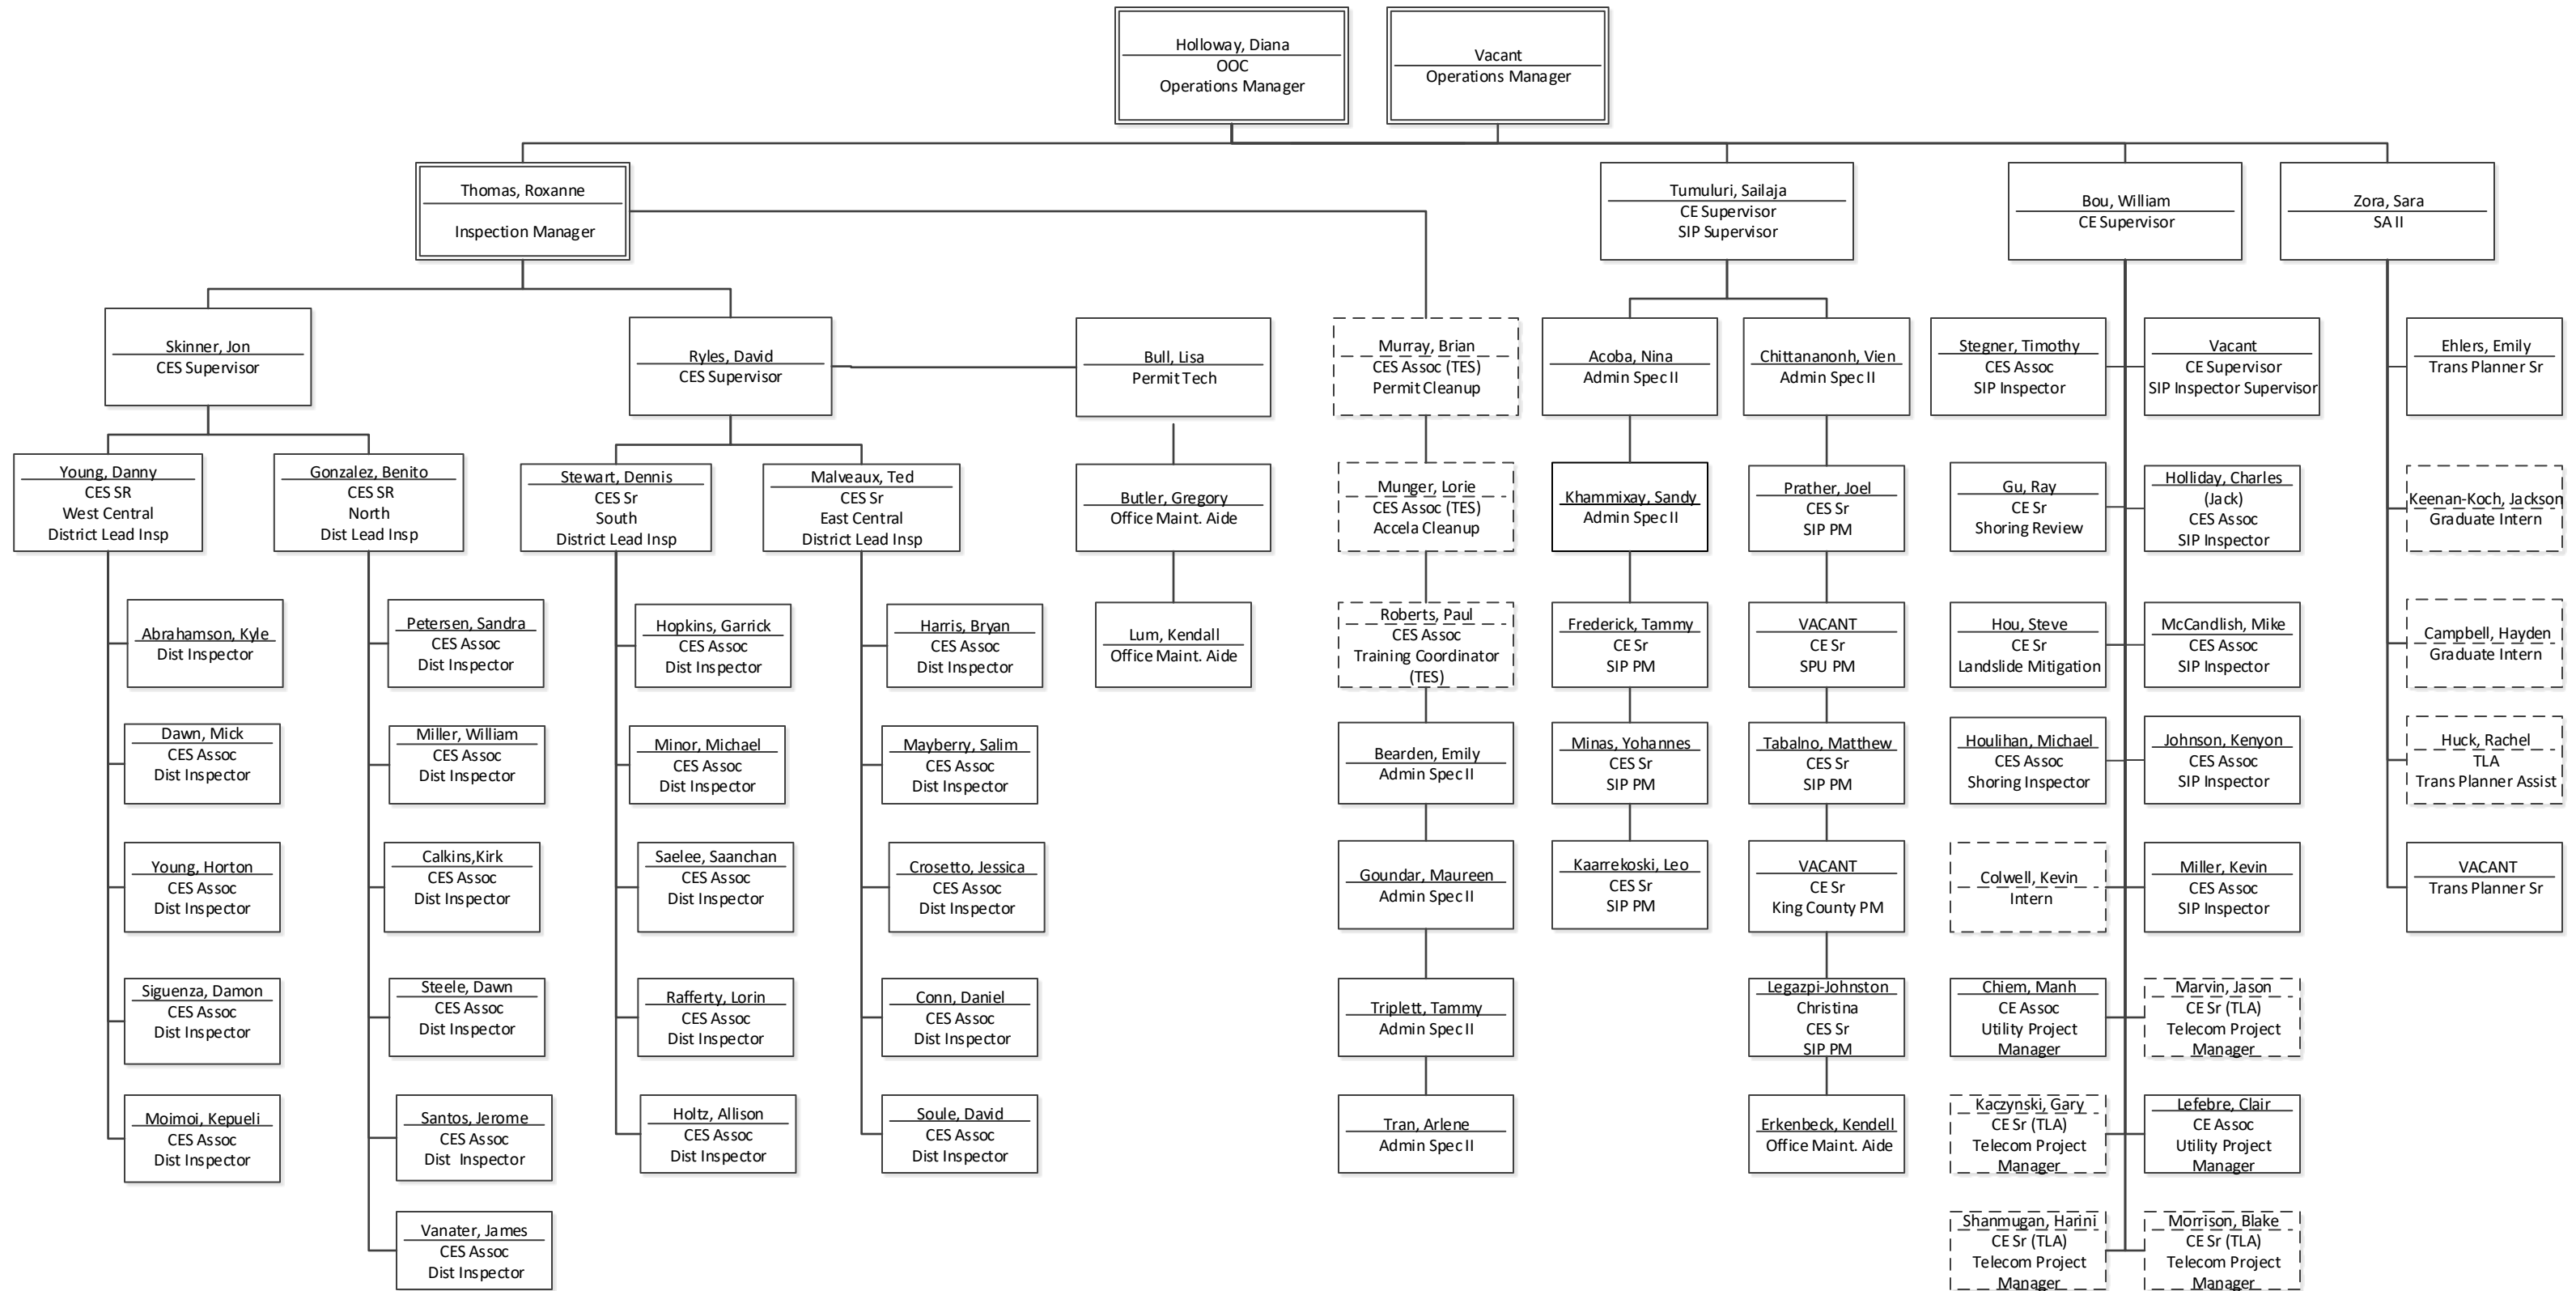 Holloway, Diana
OOC
Operations Manager
Vacant
Operations Manager
Thomas, Roxanne
Inspection Manager
Tumuluri, Sailaja
CE Supervisor
SIP Supervisor
Bou, William
CE Supervisor
Zora, Sara
SA II
Skinner, Jon
CES Supervisor
Ryles, David
CES Supervisor
Bull, Lisa
Permit Tech
Murray, Brian
CES Assoc (TES)
Permit Cleanup
Acoba, Nina
Admin Spec II
Chittananonh, Vien
Admin Spec II
Stegner, Timothy
CES Assoc
SIP Inspector
Vacant
CE Supervisor
SIP Inspector Supervisor
Ehlers, Emily
Trans Planner Sr
Young, Danny
CES SR
West Central
District Lead Insp
Gonzalez, Benito
CES SR
North
Dist Lead Insp
Stewart, Dennis
CES Sr
South
District Lead Insp
Malveaux, Ted
CES Sr
East Central
District Lead Insp
Butler, Gregory
Office Maint. Aide
Munger, Lorie
CES Assoc (TES)
Accela Cleanup
Khammixay, Sandy
Admin Spec II
Prather, Joel
CES Sr
SIP PM
Gu, Ray
CE Sr
Shoring Review
Holliday, Charles
(Jack)
CES Assoc
SIP Inspector
Keenan-Koch, Jackson
Graduate Intern
Abrahamson, Kyle
Dist Inspector
Petersen, Sandra
CES Assoc
Dist Inspector
Hopkins, Garrick
CES Assoc
Dist Inspector
Harris, Bryan
CES Assoc
Dist Inspector
Lum, Kendall
Office Maint. Aide
Roberts, Paul
CES Assoc
Training Coordinator
(TES)
Frederick, Tammy
CE Sr
SIP PM
VACANT
CE Sr
SPU PM
Hou, Steve
CE Sr
Landslide Mitigation
McCandlish, Mike
CES Assoc
SIP Inspector
Campbell, Hayden
Graduate Intern
Dawn, Mick
CES Assoc
Dist Inspector
Miller, William
CES Assoc
Dist Inspector
Minor, Michael
CES Assoc
Dist Inspector
Mayberry, Salim
CES Assoc
Dist Inspector
Bearden, Emily
Admin Spec II
Minas, Yohannes
CES Sr
SIP PM
Tabalno, Matthew
CES Sr
SIP PM
Houlihan, Michael
CES Assoc
Shoring Inspector
Johnson, Kenyon
CES Assoc
SIP Inspector
Huck, Rachel
TLA
Trans Planner Assist
Young, Horton
CES Assoc
Dist Inspector
Calkins,Kirk
CES Assoc
Dist Inspector
Saelee, Saanchan
CES Assoc
Dist Inspector
Crosetto, Jessica
CES Assoc
Dist Inspector
Goundar, Maureen
Admin Spec II
Kaarrekoski, Leo
CES Sr
SIP PM
VACANT
CE Sr
King County PM
Colwell, Kevin
Intern
Miller, Kevin
CES Assoc
SIP Inspector
VACANT
Trans Planner Sr
Siguenza, Damon
CES Assoc
Dist Inspector
Steele, Dawn
CES Assoc
Dist Inspector
Rafferty, Lorin
CES Assoc
Dist Inspector
Conn, Daniel
CES Assoc
Dist Inspector
Triplett, Tammy
Admin Spec II
Legazpi-Johnston
Christina
CES Sr
SIP PM
Chiem, Manh
CE Assoc
Utility Project
Manager
Marvin, Jason
CE Sr (TLA)
Telecom Project
Manager
Moimoi, Kepueli
CES Assoc
Dist Inspector
Santos, Jerome
CES Assoc
Dist Inspector
Holtz, Allison
CES Assoc
Dist Inspector
Soule, David
CES Assoc
Dist Inspector
Tran, Arlene
Admin Spec II
Erkenbeck, Kendell
Office Maint. Aide
Kaczynski, Gary
CE Sr (TLA)
Telecom Project
Manager
Lefebre, Clair
CE Assoc
Utility Project
Manager
Vanater, James
CES Assoc
Dist Inspector
Shanmugan, Harini
CE Sr (TLA)
Telecom Project
Manager
Morrison, Blake
CE Sr (TLA)
Telecom Project
Manager